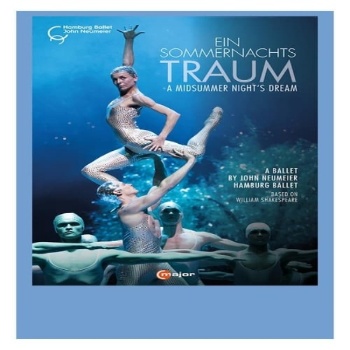 Hamburg Ballet
John Neumeier
EIN
SOMMERNACHTS
TRAUM
- A MIDSUMMER NIGHT'S DREAM
A BALLET
BY JOHN NEUMEIER
HAMBURG BALLET
BASED ON
WILLIAM SHAKESPEARE
C major